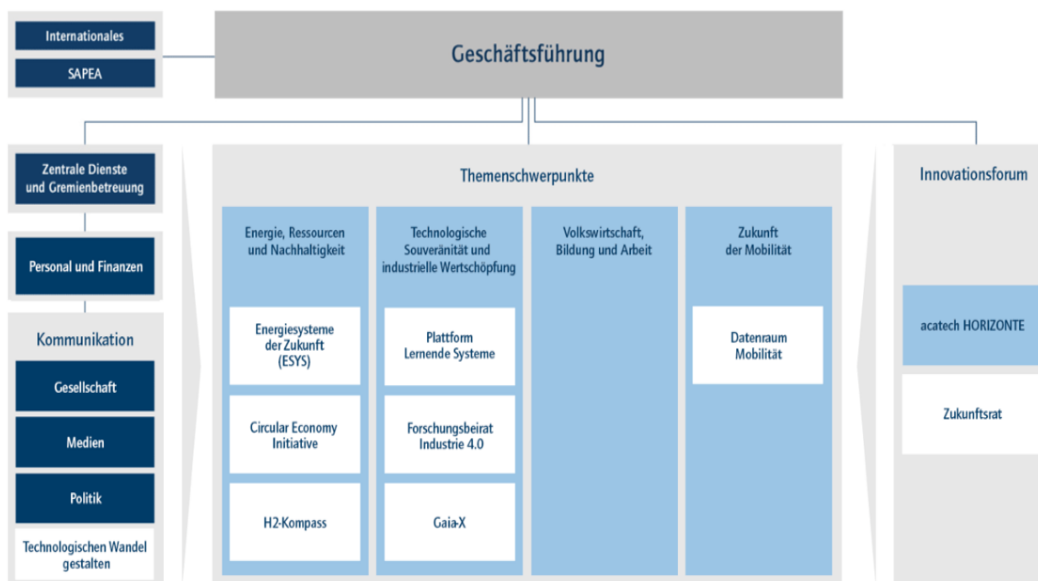 Internationales
SAPEA
Geschäftsführung
Zentrale Dienste
und Gremienbetreuung
Personal und Finanzen
Kommunikation
Gesellschaft
Medien
Politik
Technologischen Wandel
gestalten
Themenschwerpunkte
Energie, Ressourcen
und Nachhaltigkeit
Energiesysteme
der Zukunft
(ESYS)
Circular Economy
Initiative
H2-Kompass
Technologische
Souveränität und
industrielle Wertschöpfung
Plattform
Lernende Systeme
Forschungsbeirat
Industrie 4.0
Gaia-X
Volkswirtschaft,
Bildung und Arbeit
Zukunft
der Mobilität
Datenraum
Mobilität
Innovationsforum
acatech HORIZONTE
Zukunftsrat